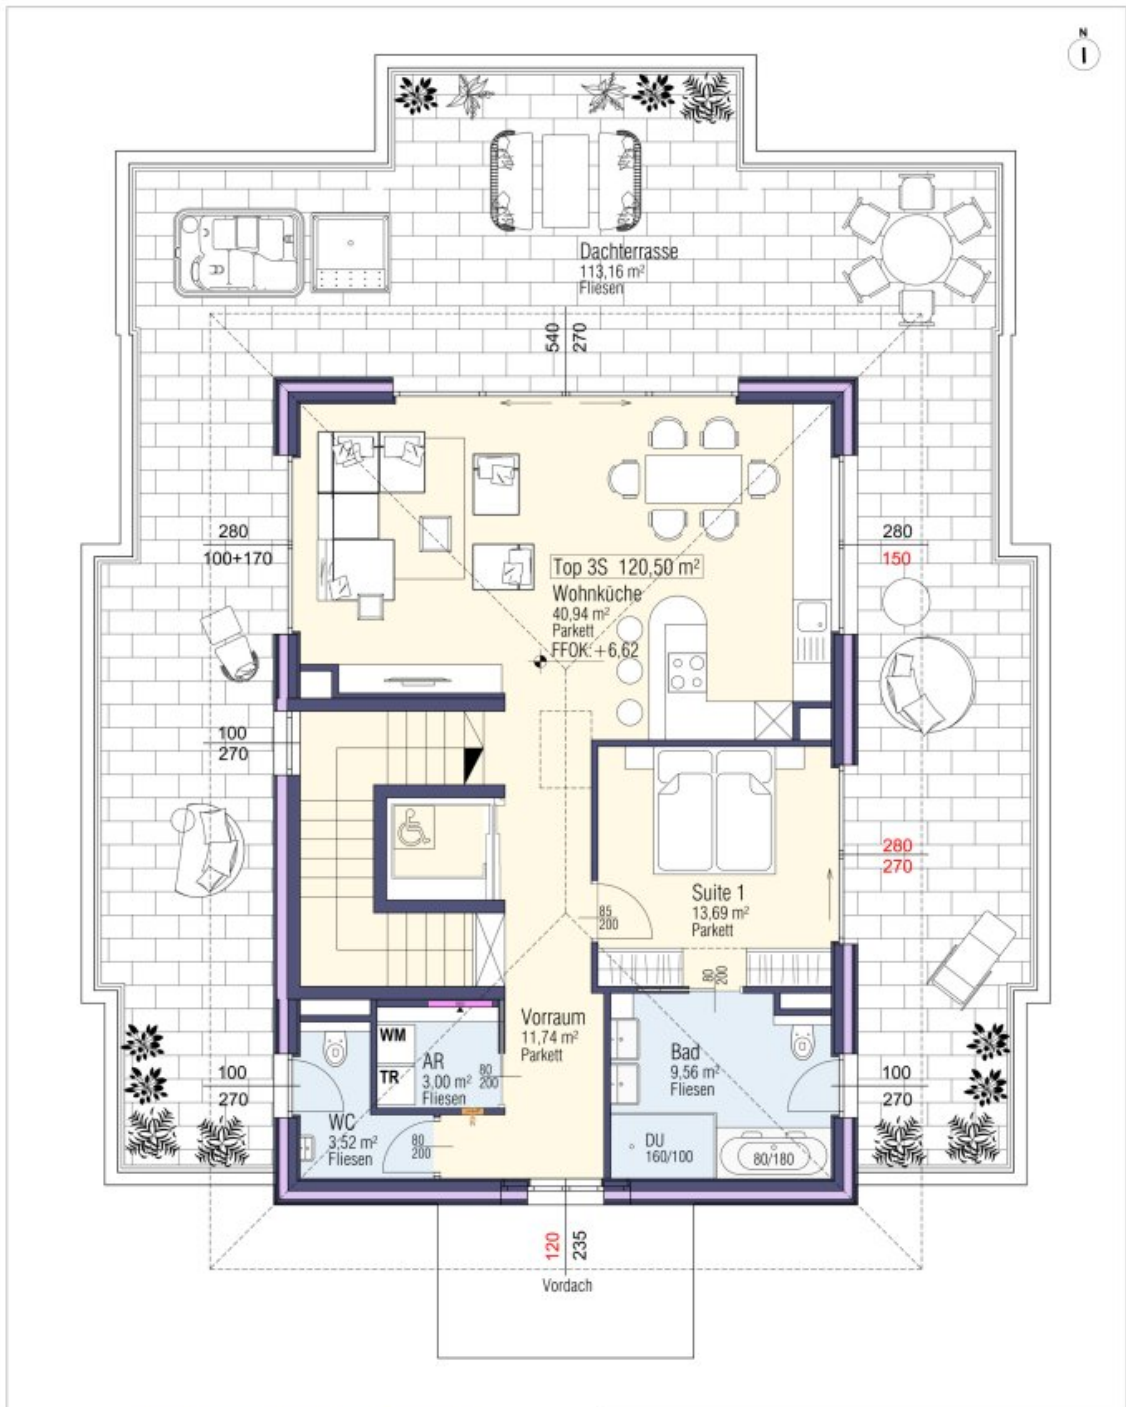 N
Dachterrasse
113,16 m²
Fliesen
540
270
280
100+170
280
150
Top 3S 120,50 m²
Wohnküche
40,94 m²
Parkett
FFOK: +6,62
100
270
280
270
Suite 1
13,69 m²
Parkett
85
200
80
200
Vorraum
11,74 m²
Parkett
WM
TR
AR
3,00 m²
Fliesen
80
200
Bad
9,56 m²
Fliesen
100
270
100
270
WC
3,52 m²
Fliesen
80
200
DU
160/100
80/180
120
235
Vordach